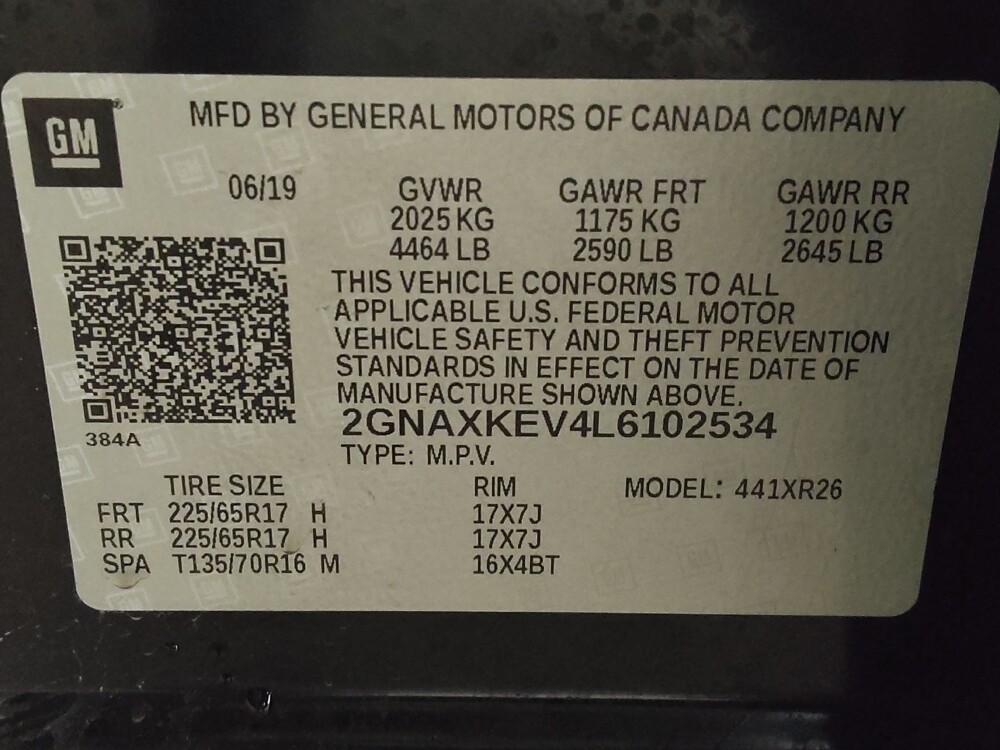 GM
MFD BY GENERAL MOTORS OF CANADA COMPANY
06/19 GVWR GAWR FRT GAWR RR
2025 KG 1175 KG 1200 KG
4464 LB 2590 LB 2645 LB
THIS VEHICLE CONFORMS TO ALL
APPLICABLE U.S. FEDERAL MOTOR
VEHICLE SAFETY AND THEFT PREVENTION
STANDARDS IN EFFECT ON THE DATE OF
MANUFACTURE SHOWN ABOVE.
384A
2GNAXKEV4L6102534
TYPE: M.P.V.
TIRE SIZE RIM MODEL: 441XR26
FRT 225/65R17 H 17X7J
RR 225/65R17 H 17X7J
SPA T135/70R16 M 16X4BT